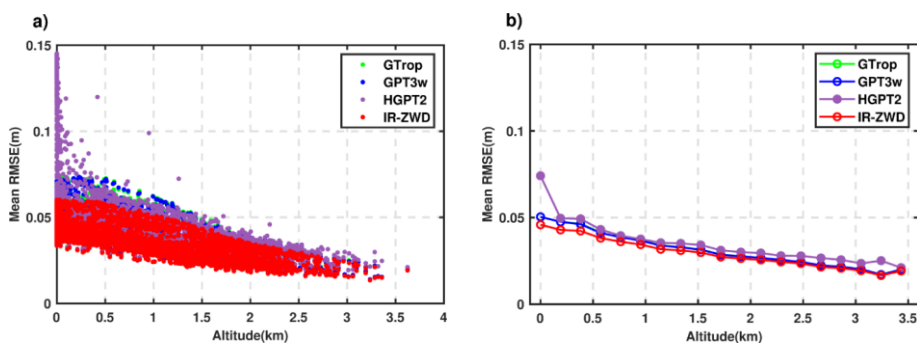 a)
0.15
0.1
0.05
0
Mean RMSE(m)
GTrop
GPT3w
HGPT2
IR-ZWD
0 0.5 1 1.5 2 2.5 3 3.5 4
Altitude(km)
b)
0.15
0.1
0.05
0
Mean RMSE(m)
GTrop
GPT3w
HGPT2
IR-ZWD
0 0.5 1 1.5 2 2.5 3 3.5
Altitude(km)